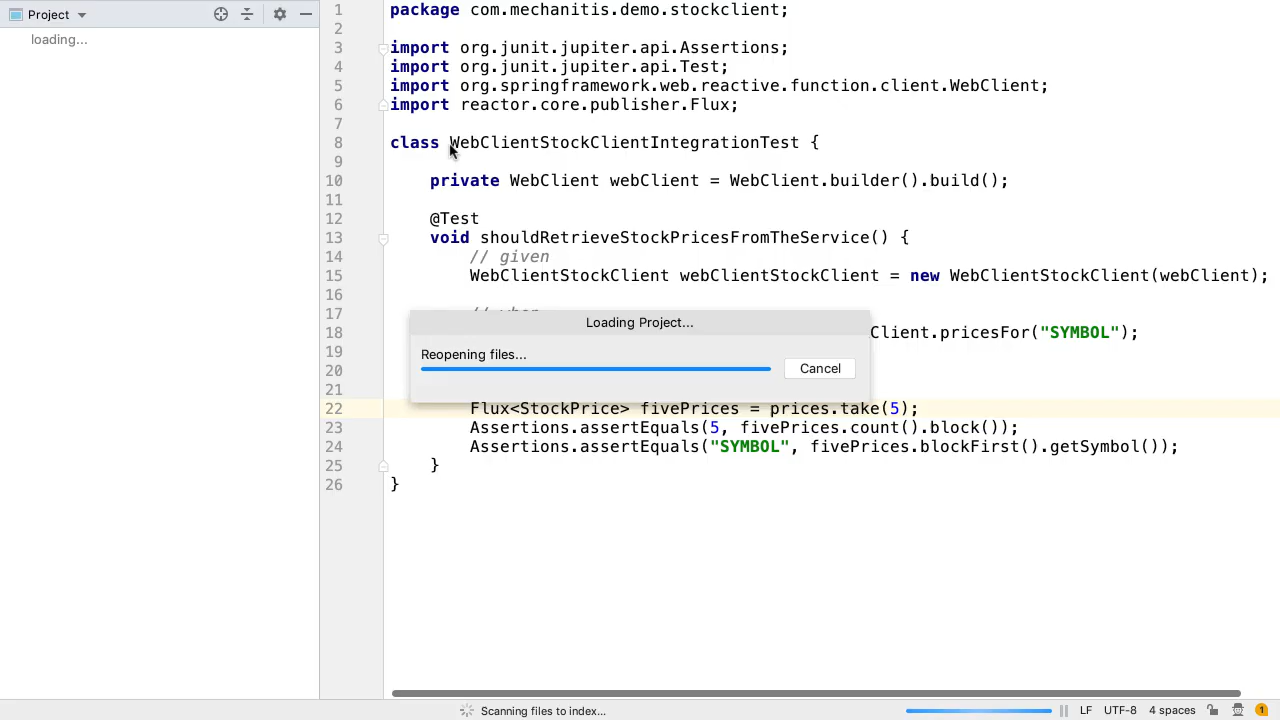 Project
loading...
1 package com.mechanitis.demo.stockclient;
2
3 import org.junit.jupiter.api.Assertions;
4 import org.junit.jupiter.api.Test;
5 import org.springframework.web.reactive.function.client.WebClient;
6 import reactor.core.publisher.Flux;
7
8 class WebClientStockClientIntegrationTest {
9
10 private WebClient webClient = WebClient.builder().build();
11
12 @Test
13 void shouldRetrieveStockPricesFromTheService() {
14 // given
15 WebClientStockClient webClientStockClient = new WebClientStockClient(webClient);
16
17 // when
18 Client.pricesFor("SYMBOL");
19
20
21
22 Flux<StockPrice> fivePrices = prices.take(5);
23 Assertions.assertEquals(5, fivePrices.count().block());
24 Assertions.assertEquals("SYMBOL", fivePrices.blockFirst().getSymbol());
25 }
26 }
Loading Project...
Reopening files...
Cancel
Scanning files to index... LF UTF-8 4 spaces 1